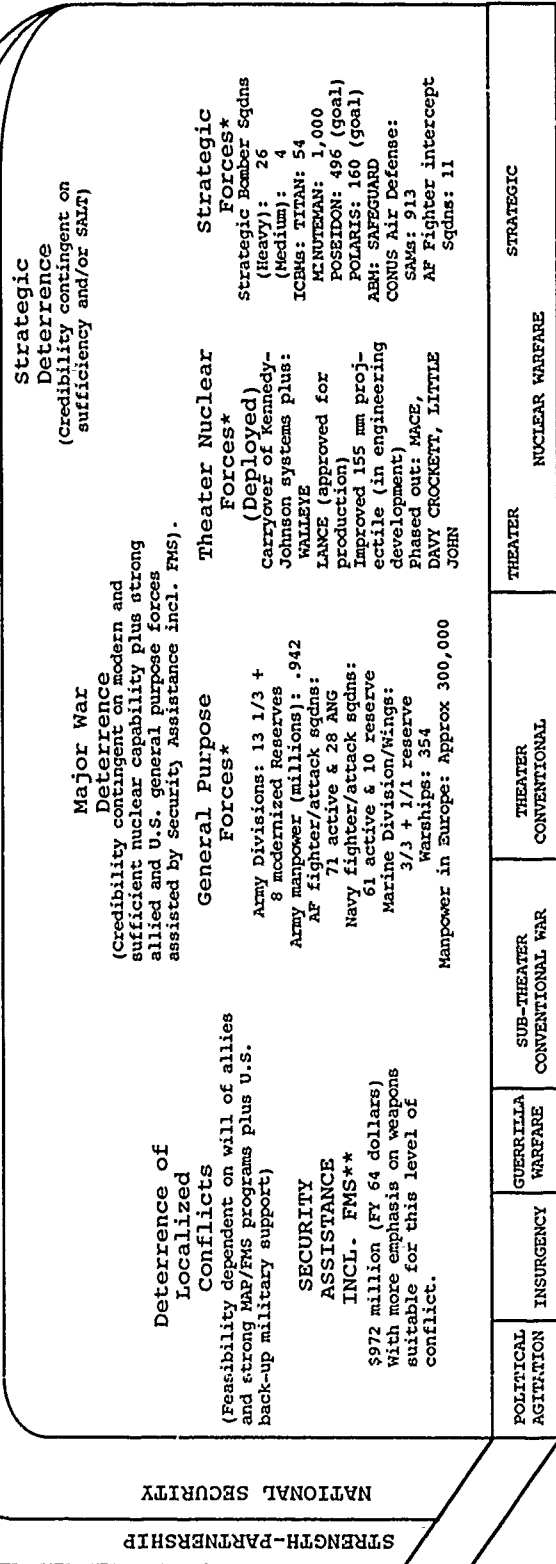 Strategic
Deterrence
(Credibility contingent on
sufficiency and/or SALT)
Major War
Deterrence
(Credibility contingent on modern and
sufficient nuclear capability plus strong
allied and U.S. general purpose forces
assisted by Security Assistance incl. FMS).
Deterrence of
Localized
Conflicts
(Feasibility dependent on will of allies
and strong MAP/FMS programs plus U.S.
back-up military support)
SECURITY
ASSISTANCE
INCL. FMS**
$972 million (FY 64 dollars)
With more emphasis on weapons
suitable for this level of
conflict.
General Purpose
Forces*
Army Divisions: 13 1/3 +
8 modernized Reserves
Army manpower (millions): .942
AF fighter/attack sqdns:
71 active & 28 ANG
Navy fighter/attack sqdns:
61 active & 10 reserve
Marine Division/Wings:
3/3 + 1/1 reserve
Warships: 354
Manpower in Europe: Approx 300,000
Theater Nuclear
Forces*
(Deployed)
Carryover of Kennedy-
Johnson systems plus:
WALLEYE
LANCE (approved for
production)
Improved 155 mm proj-
ectile (in engineering
development)
Phased out: MACE,
DAVY CROCKETT, LITTLE
JOHN
Strategic
Forces*
Strategic Bomber Sqdns
(Heavy): 26
(Medium): 4
ICBMs: TITAN: 54
MINUTEMAN: 1,000
POSEIDON: 496 (goal)
POLARIS: 160 (goal)
ABM: SAFEGUARD
CONUS Air Defense:
SAMs: 913
AF Fighter intercept
Sqdns: 11
STRENGTH-PARTNERSHIP
NATIONAL SECURITY
POLITICAL
AGITATION
INSURGENCY
GUERRILLA
WARFARE
SUB-THEATER
CONVENTIONAL WAR
THEATER
CONVENTIONAL
THEATER
STRATEGIC
NUCLEAR WARFARE